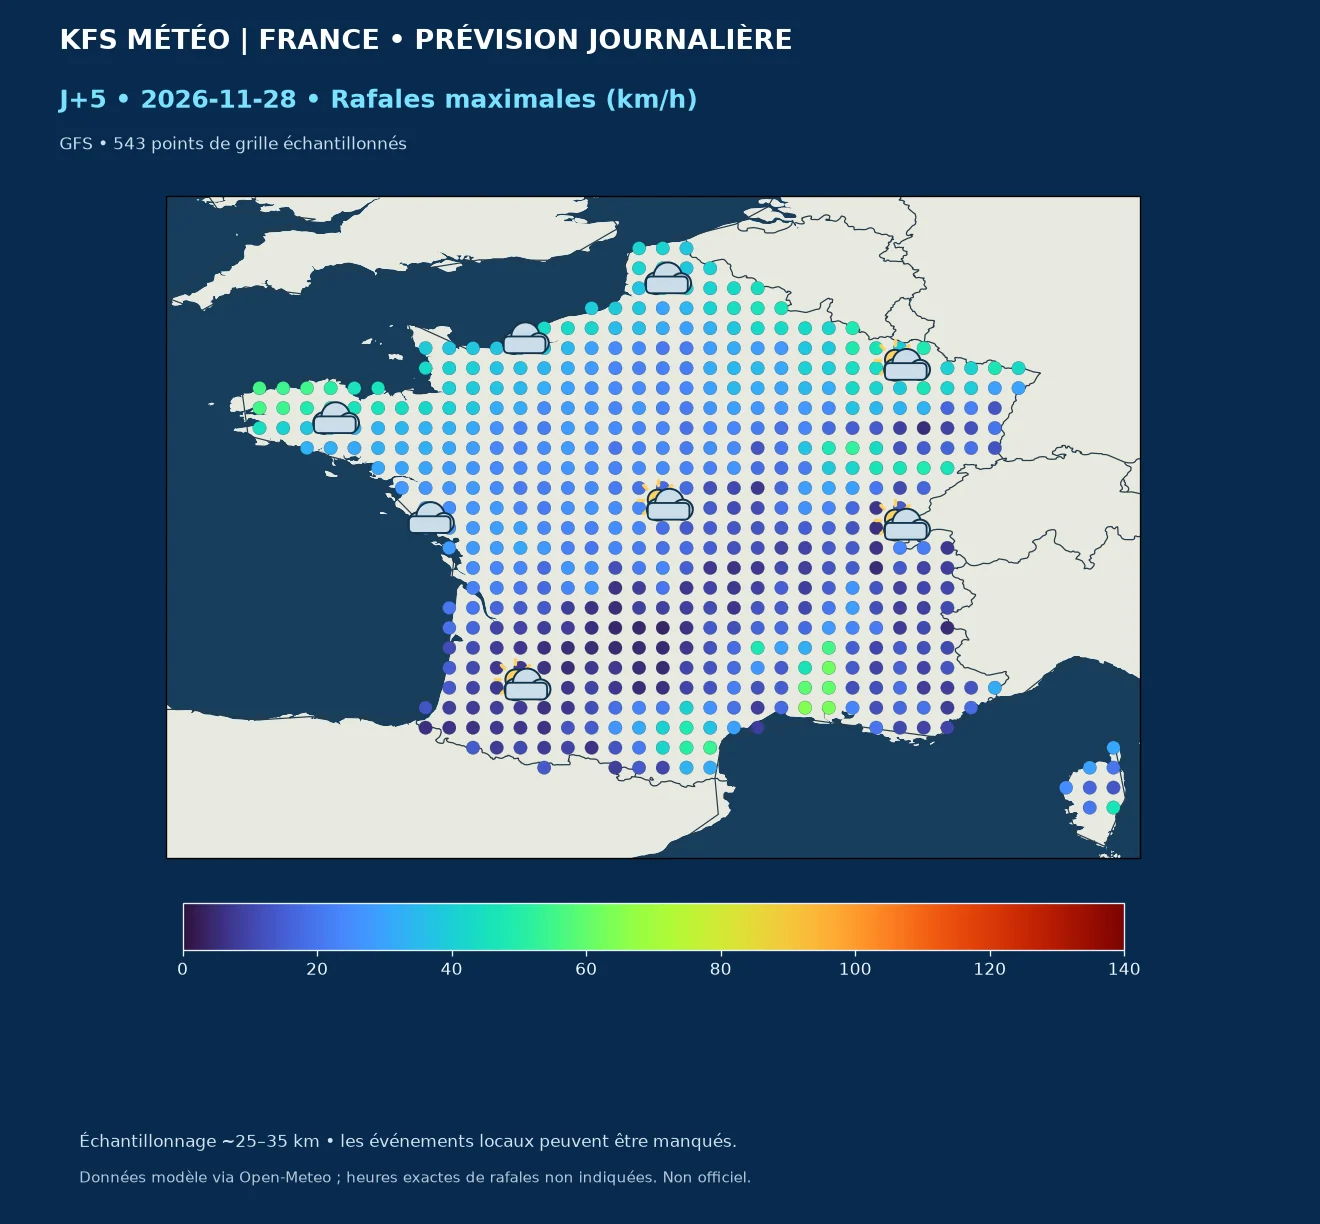 KFS MÉTÉO | FRANCE • PRÉVISION JOURNALIÈRE
J+5 • 2026-11-28 • Rafales maximales (km/h)
GFS • 543 points de grille échantillonnés
0 20 40 60 80 100 120 140
Échantillonnage ~25–35 km • les événements locaux peuvent être manqués.
Données modèle via Open-Meteo ; heures exactes de rafales non indiquées. Non officiel.